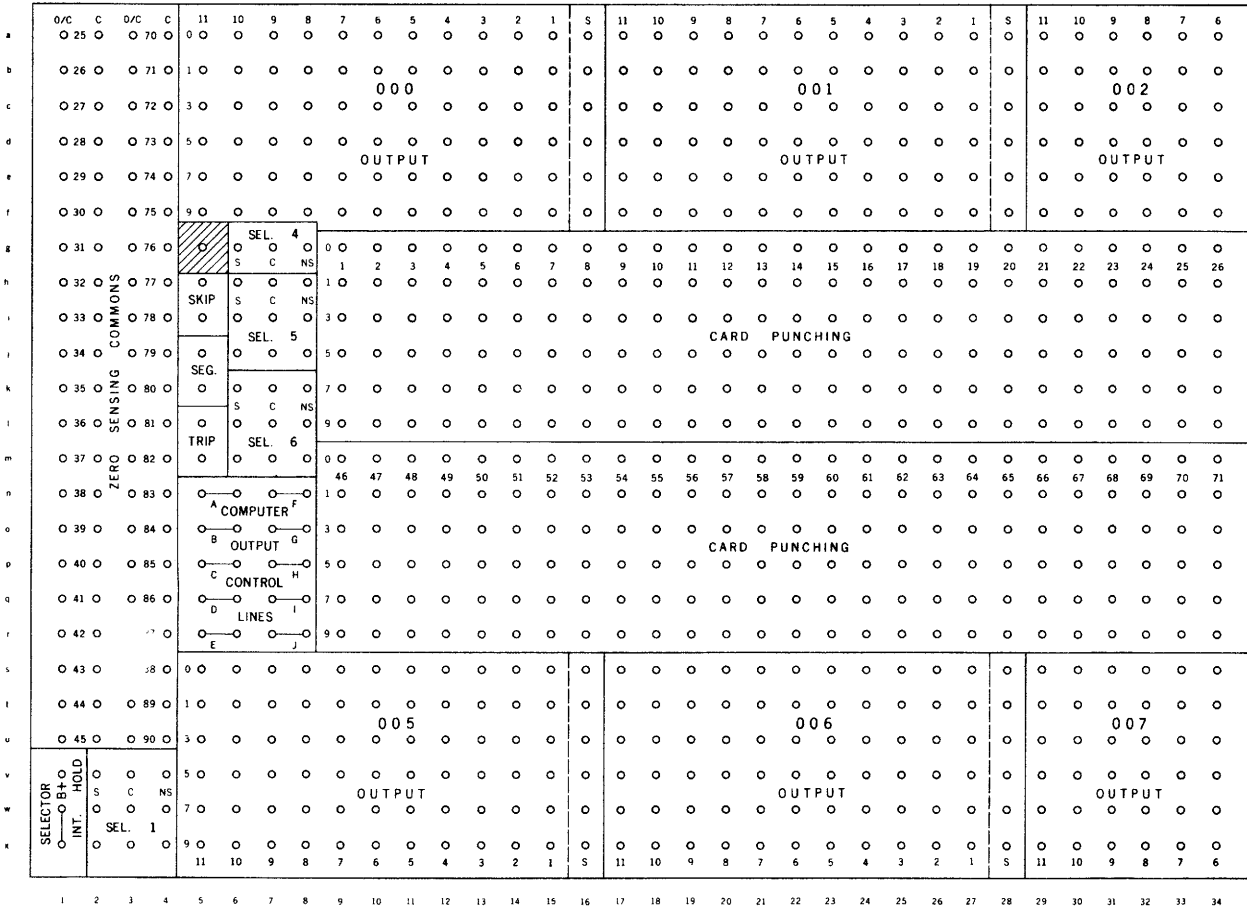 O/C C O/C C 11 10 9 8 7 6 5 4 3 2 1 S 11 10 9 8 7 6 5 4 3 2 1 S 11 10 9 8 7 6
a 25 70 0
b 26 71 1
000 001 002
c 27 72 3
d 28 73 5
OUTPUT OUTPUT OUTPUT
e 29 74 7
f 30 75 9
SEL. 4
g 31 76 0
S C NS 1 2 3 4 5 6 7 8 9 10 11 12 13 14 15 16 17 18 19 20 21 22 23 24 25 26
h 32 77 1
SKIP S C NS
i 33 78 3
SEL. 5 CARD PUNCHING
j 34 79 5
SEG.
k 35 80 7
S C NS
l 36 81 9
TRIP SEL. 6
m 37 82 0
ZERO SENSING COMMONS
46 47 48 49 50 51 52 53 54 55 56 57 58 59 60 61 62 63 64 65 66 67 68 69 70 71
n 38 83 1
A F
COMPUTER
o 39 84 3
B G
OUTPUT CARD PUNCHING
p 40 85 5
C H
CONTROL
q 41 86 7
D I
LINES
r 42 9
E J
s 43 0
t 44 89 1
005 006 007
u 45 90 3
v 5
SELECTOR INT. B+ HOLD
S C NS OUTPUT OUTPUT OUTPUT
w 7
SEL. 1
x 9
11 10 9 8 7 6 5 4 3 2 1 S 11 10 9 8 7 6 5 4 3 2 1 S 11 10 9 8 7 6
1 2 3 4 5 6 7 8 9 10 11 12 13 14 15 16 17 18 19 20 21 22 23 24 25 26 27 28 29 30 31 32 33 34